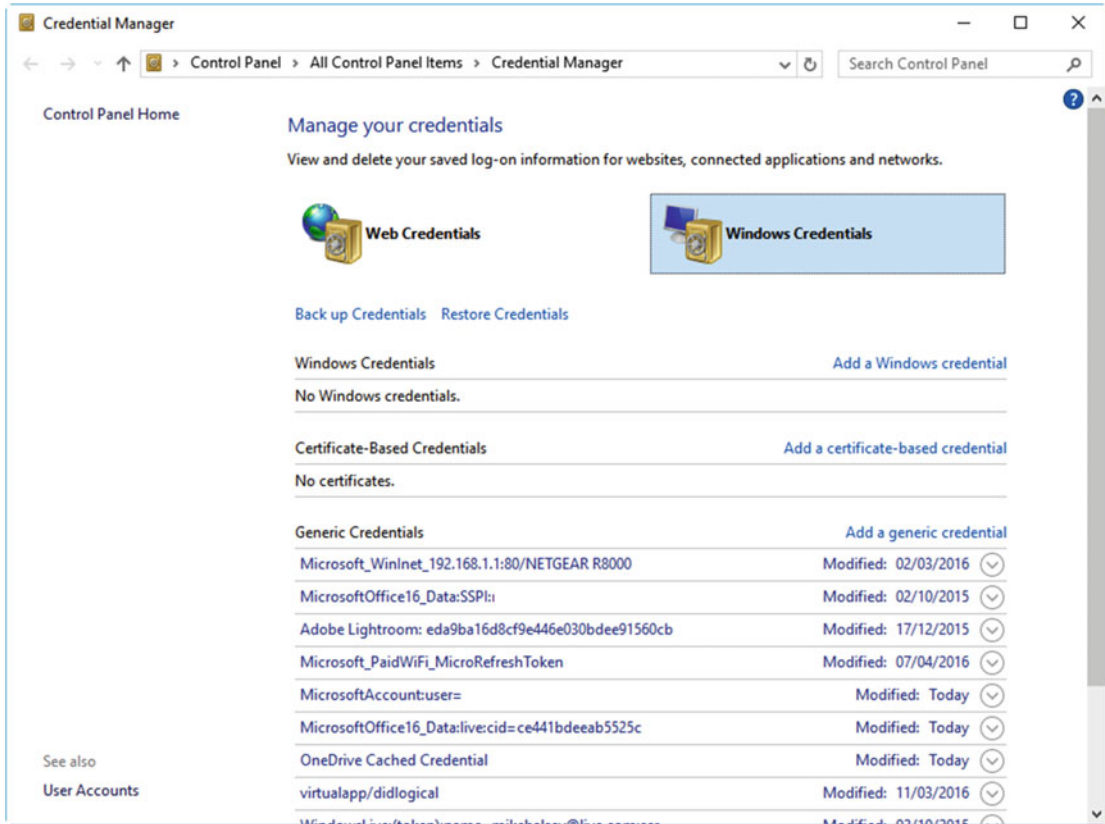 Credential Manager
Control Panel > All Control Panel Items > Credential Manager
Search Control Panel
Control Panel Home
?
Manage your credentials
View and delete your saved log-on information for websites, connected applications and networks.
Web Credentials
Windows Credentials
Back up Credentials Restore Credentials
Windows Credentials Add a Windows credential
No Windows credentials.
Certificate-Based Credentials Add a certificate-based credential
No certificates.
Generic Credentials Add a generic credential
Microsoft_WinInet_192.168.1.1:80/NETGEAR R8000 Modified: 02/03/2016
MicrosoftOffice16_Data:SSPI: Modified: 02/10/2015
Adobe Lightroom: eda9ba16d8cf9e446e030bdee91560cb Modified: 17/12/2015
Microsoft_PaidWiFi_MicroRefreshToken Modified: 07/04/2016
MicrosoftAccount:user= Modified: Today
MicrosoftOffice16_Data:live:cid=ce441bdeeab5525c Modified: Today
OneDrive Cached Credential Modified: Today
virtualapp/didlogical Modified: 11/03/2016
See also
User Accounts